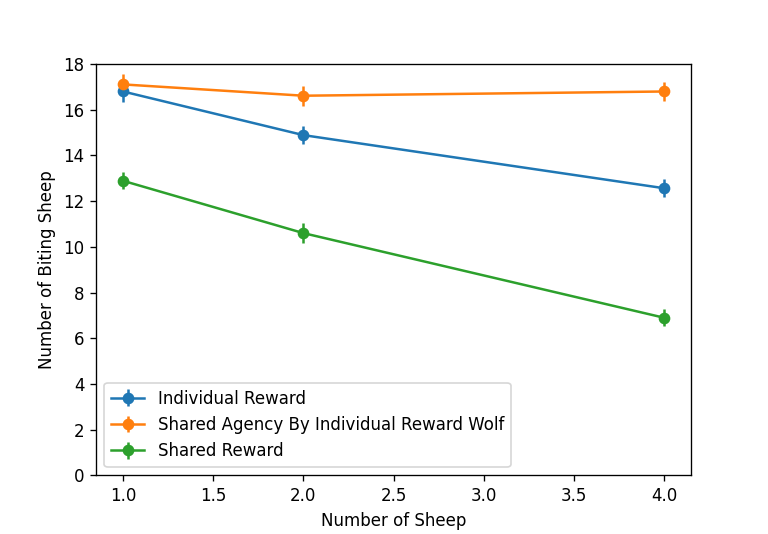 18
16
14
12
10
8
6
4
2
0
Number of Biting Sheep
Individual Reward
Shared Agency By Individual Reward Wolf
Shared Reward
1.0 1.5 2.0 2.5 3.0 3.5 4.0
Number of Sheep